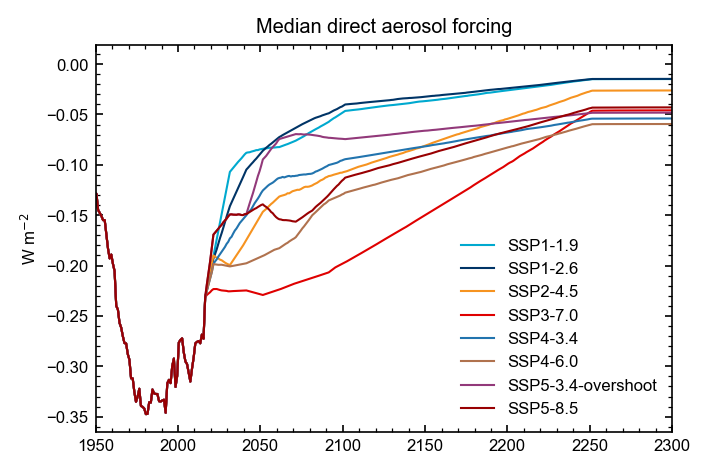 Median direct aerosol forcing
W m⁻²
0.00
−0.05
−0.10
−0.15
−0.20
−0.25
−0.30
−0.35
1950 2000 2050 2100 2150 2200 2250 2300
SSP1-1.9
SSP1-2.6
SSP2-4.5
SSP3-7.0
SSP4-3.4
SSP4-6.0
SSP5-3.4-overshoot
SSP5-8.5